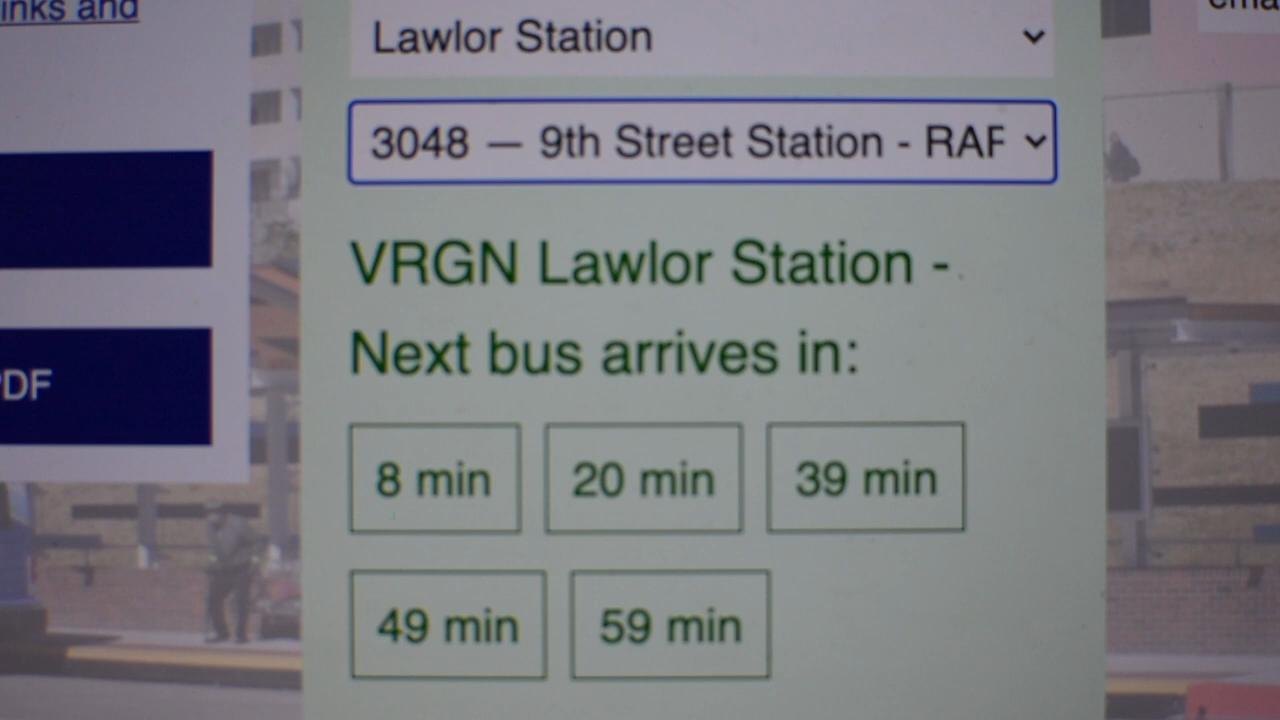 inks and
Lawlor Station
3048 — 9th Street Station - RAF
VRGN Lawlor Station -
Next bus arrives in:
8 min
20 min
39 min
49 min
59 min
PDF